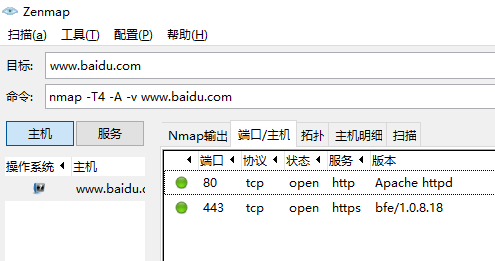 Zenmap
扫描(a) 工具(T) 配置(P) 帮助(H)
目标: www.baidu.com
命令: nmap -T4 -A -v www.baidu.com
主机 服务 Nmap输出 端口/主机 拓扑 主机明细 扫描
操作系统 主机 端口 协议 状态 服务 版本
www.baidu.c 80 tcp open http Apache httpd
443 tcp open https bfe/1.0.8.18